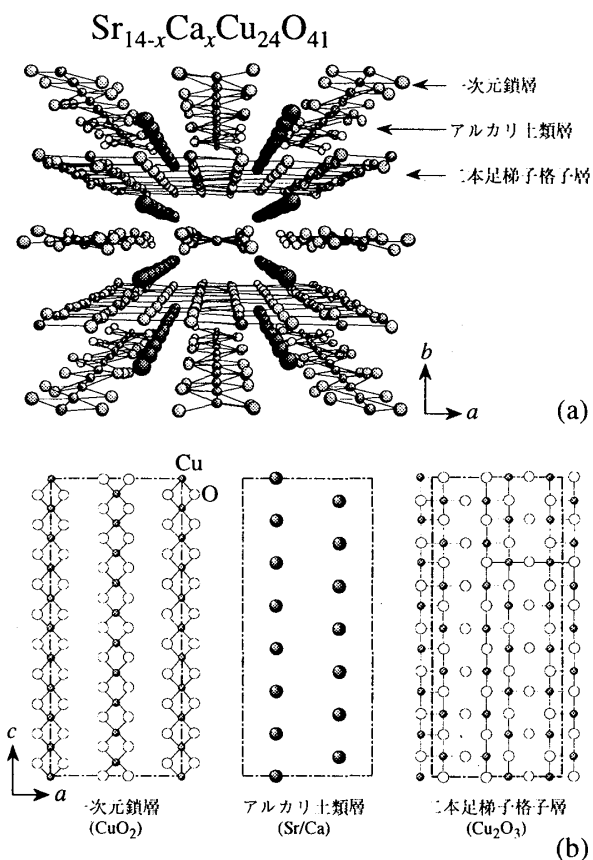 Sr14-xCaxCu24O41
一次元鎖層
アルカリ土類層
二本足梯子格子層
b
a
(a)
Cu
O
c
a
一次元鎖層
(CuO2)
アルカリ土類層
(Sr/Ca)
二本足梯子格子層
(Cu2O3)
(b)